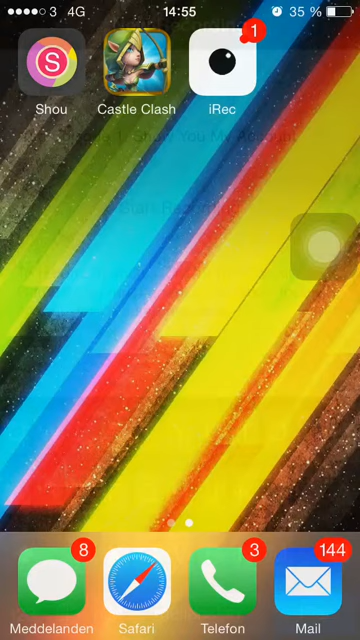 3 4G 14:55 35 %
1
Shou Castle Clash iRec
8 3 144
Meddelanden Safari Telefon Mail